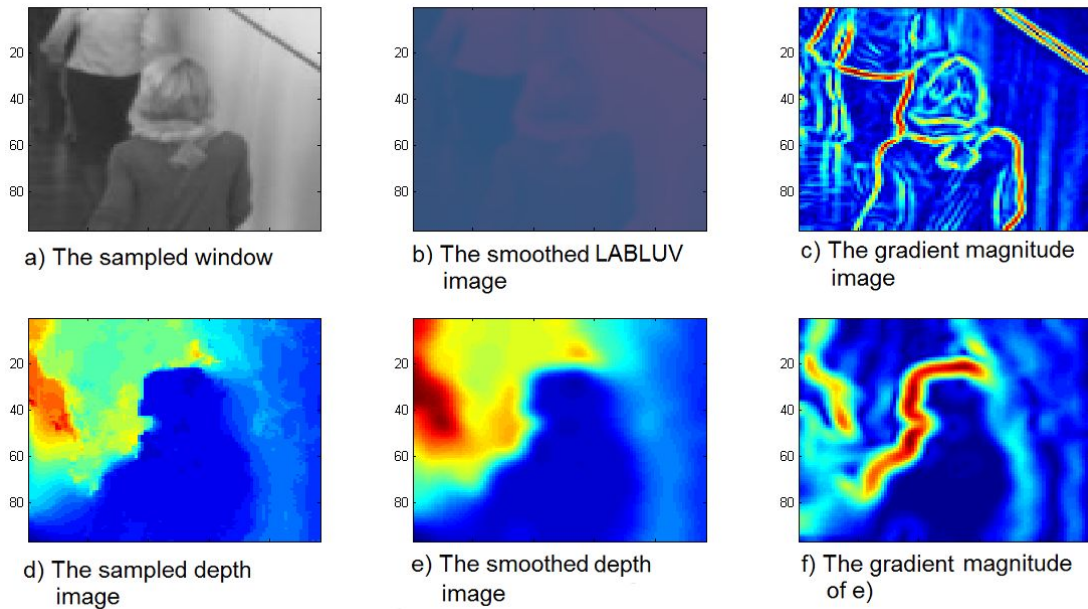 20
40
60
80
a) The sampled window
20
40
60
80
b) The smoothed LABLUV
image
20
40
60
80
c) The gradient magnitude
image
20
40
60
80
d) The sampled depth
image
20
40
60
80
e) The smoothed depth
image
20
40
60
80
f) The gradient magnitude
of e)